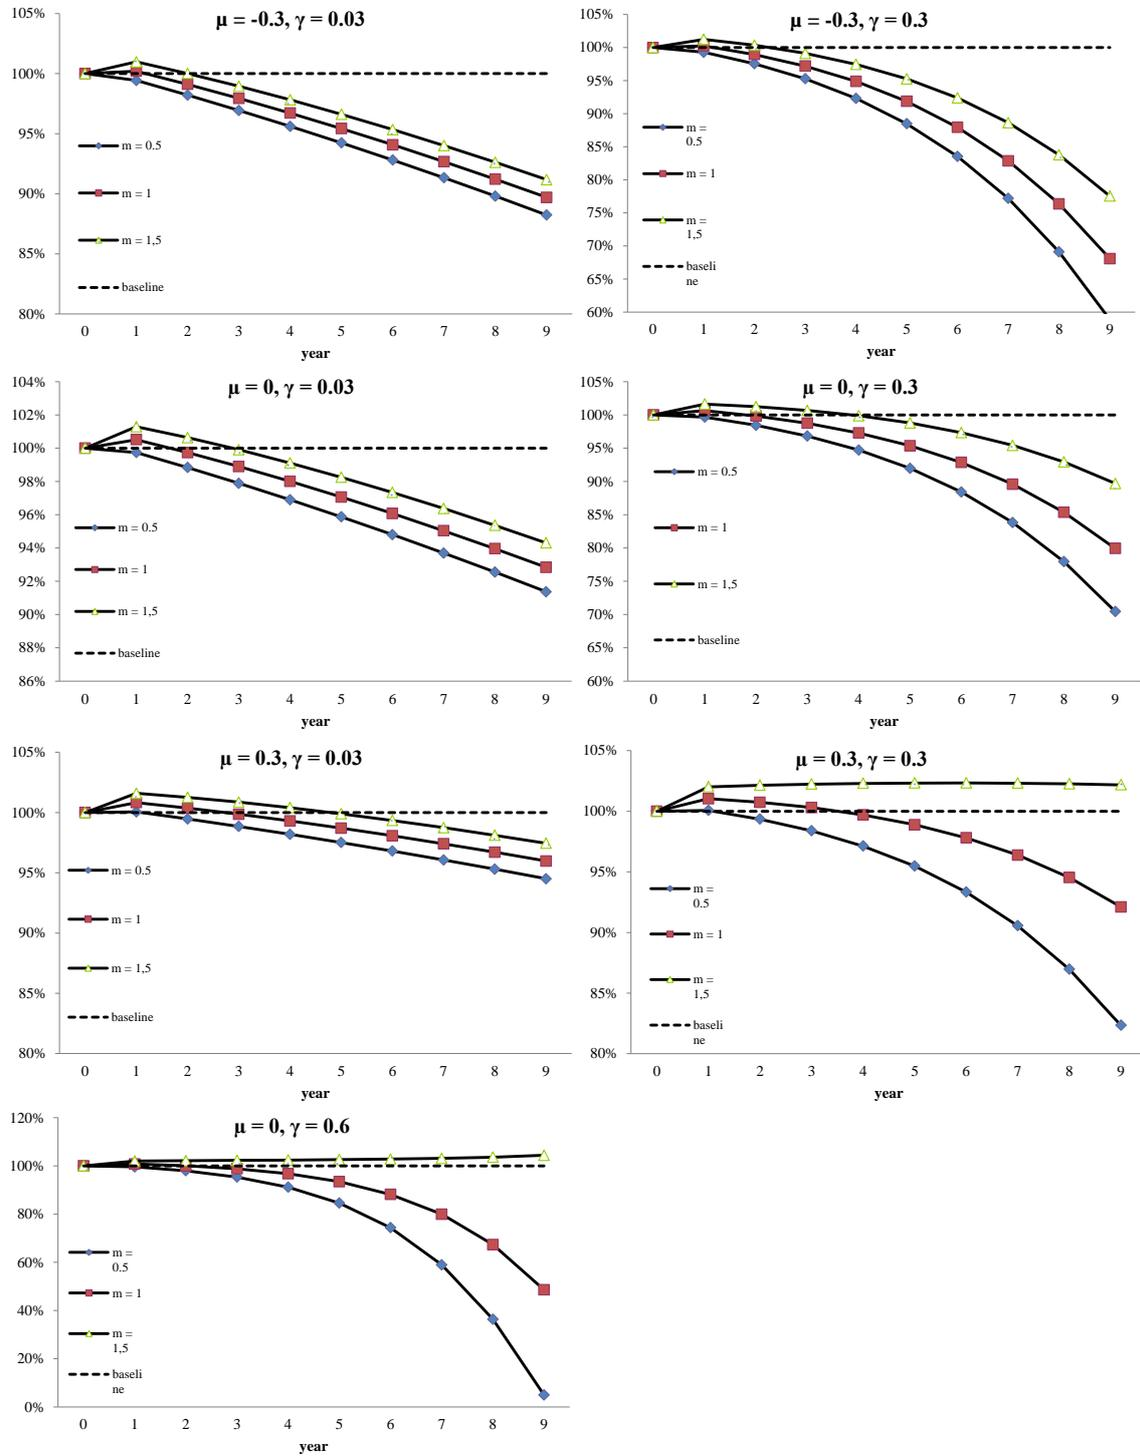 μ = -0.3, γ = 0.03
105%
100%
95%
90%
85%
80%
m = 0.5
m = 1
m = 1,5
baseline
0 1 2 3 4 5 6 7 8 9
year
μ = -0.3, γ = 0.3
105%
100%
95%
90%
85%
80%
75%
70%
65%
60%
m =
0.5
m = 1
m =
1,5
baseli
ne
0 1 2 3 4 5 6 7 8 9
year
μ = 0, γ = 0.03
104%
102%
100%
98%
96%
94%
92%
90%
88%
86%
m = 0.5
m = 1
m = 1,5
baseline
0 1 2 3 4 5 6 7 8 9
year
μ = 0, γ = 0.3
105%
100%
95%
90%
85%
80%
75%
70%
65%
60%
m = 0.5
m = 1
m = 1,5
baseline
0 1 2 3 4 5 6 7 8 9
year
μ = 0.3, γ = 0.03
105%
100%
95%
90%
85%
80%
m = 0.5
m = 1
m = 1,5
baseline
0 1 2 3 4 5 6 7 8 9
year
μ = 0.3, γ = 0.3
105%
100%
95%
90%
85%
80%
m =
0.5
m = 1
m =
1,5
baseli
ne
0 1 2 3 4 5 6 7 8 9
year
μ = 0, γ = 0.6
120%
100%
80%
60%
40%
20%
0%
m =
0.5
m = 1
m =
1,5
baseli
ne
0 1 2 3 4 5 6 7 8 9
year